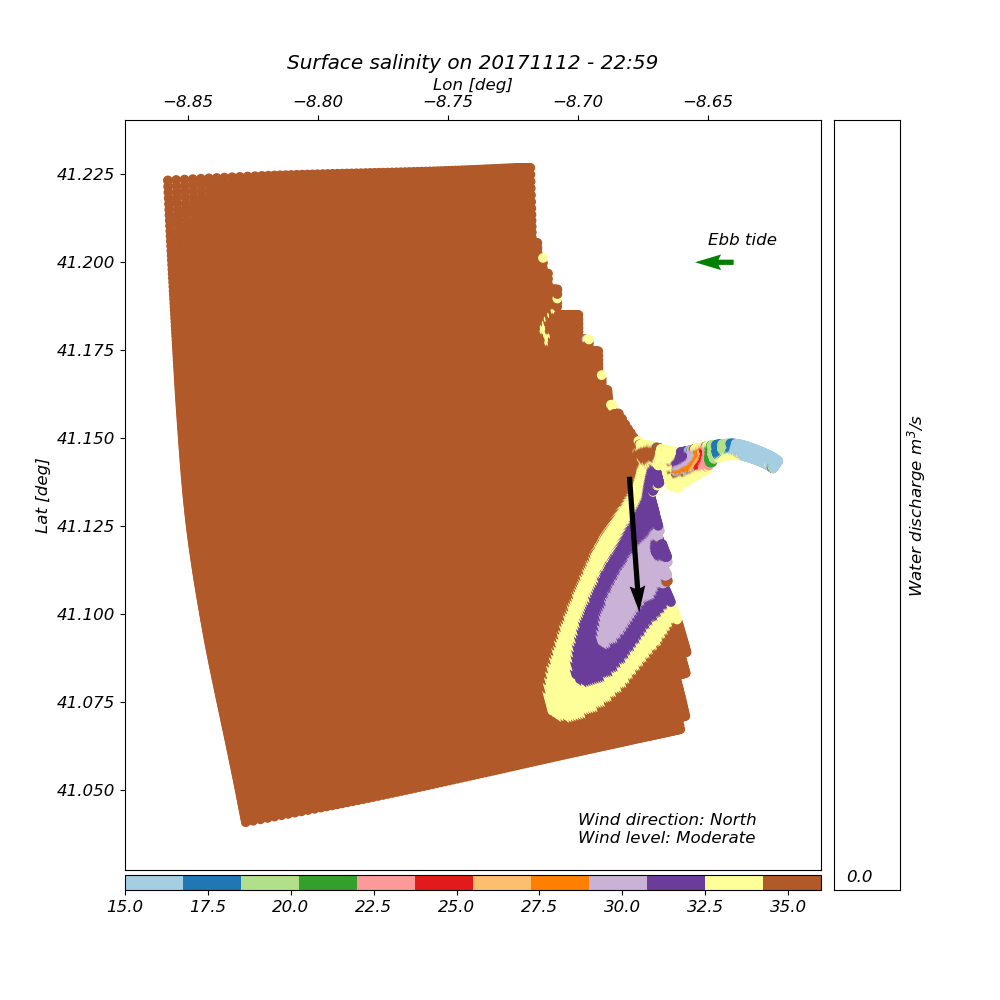 Surface salinity on 20171112 - 22:59
Lon [deg]
−8.85 −8.80 −8.75 −8.70 −8.65
41.225
41.200
41.175
41.150
41.125
41.100
41.075
41.050
Lat [deg]
Ebb tide
Wind direction: North
Wind level: Moderate
15.0 17.5 20.0 22.5 25.0 27.5 30.0 32.5 35.0
0.0
Water discharge m³/s